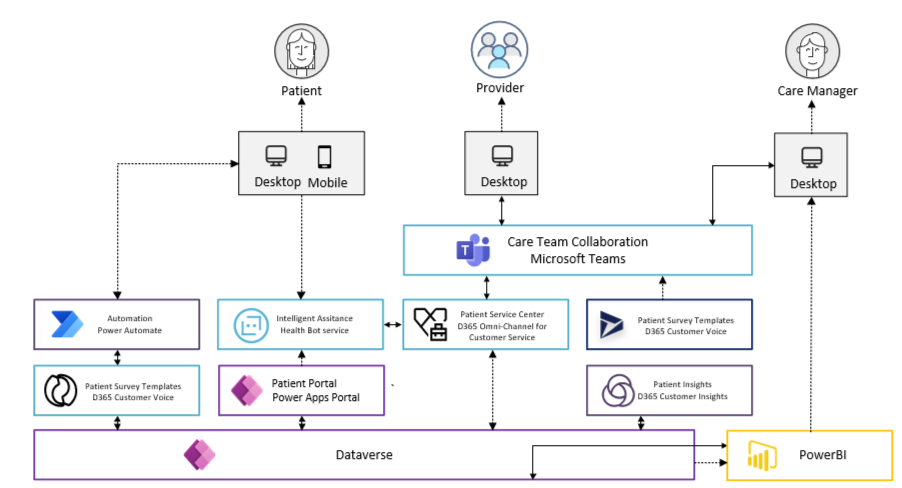 Patient
Provider
Care Manager
Desktop
Mobile
Desktop
Desktop
Care Team Collaboration
Microsoft Teams
T
Automation
Power Automate
Intelligent Assitance
Health Bot service
Patient Service Center
D365 Omni-Channel for
Customer Service
Patient Survey Templates
D365 Customer Voice
Patient Survey Templates
D365 Customer Voice
Patient Portal
Power Apps Portal
Patient Insights
D365 Customer Insights
Dataverse
PowerBI